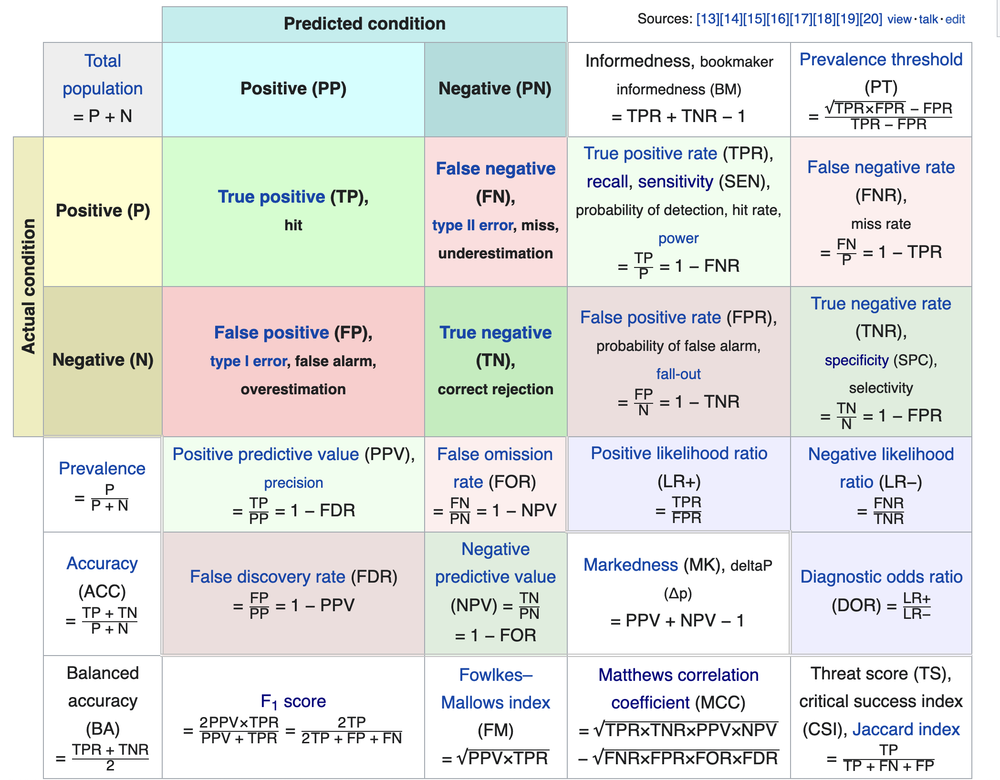 Predicted condition
Sources: [13][14][15][16][17][18][19][20] view · talk · edit
Total
population
= P + N
Positive (PP)
Negative (PN)
Informedness, bookmaker
informedness (BM)
= TPR + TNR − 1
Prevalence threshold
(PT)
= √TPR×FPR − FPR
TPR − FPR
Actual condition
Positive (P)
True positive (TP),
hit
False negative
(FN),
type II error, miss,
underestimation
True positive rate (TPR),
recall, sensitivity (SEN),
probability of detection, hit rate,
power
= TP/P = 1 − FNR
False negative rate
(FNR),
miss rate
= FN/P = 1 − TPR
Negative (N)
False positive (FP),
type I error, false alarm,
overestimation
True negative
(TN),
correct rejection
False positive rate (FPR),
probability of false alarm,
fall-out
= FP/N = 1 − TNR
True negative rate
(TNR),
specificity (SPC),
selectivity
= TN/N = 1 − FPR
Prevalence
= P/P + N
Positive predictive value (PPV),
precision
= TP/PP = 1 − FDR
False omission
rate (FOR)
= FN/PN = 1 − NPV
Positive likelihood ratio
(LR+)
= TPR/FPR
Negative likelihood
ratio (LR−)
= FNR/TNR
Accuracy
(ACC)
= TP + TN/P + N
False discovery rate (FDR)
= FP/PP = 1 − PPV
Negative
predictive value
(NPV) = TN/PN
= 1 − FOR
Markedness (MK), deltaP
(Δp)
= PPV + NPV − 1
Diagnostic odds ratio
(DOR) = LR+/LR−
Balanced
accuracy
(BA)
= TPR + TNR/2
F₁ score
= 2PPV×TPR/PPV + TPR = 2TP/2TP + FP + FN
Fowlkes–
Mallows index
(FM)
= √PPV×TPR
Matthews correlation
coefficient (MCC)
= √TPR×TNR×PPV×NPV
− √FNR×FPR×FOR×FDR
Threat score (TS),
critical success index
(CSI), Jaccard index
= TP/TP + FN + FP